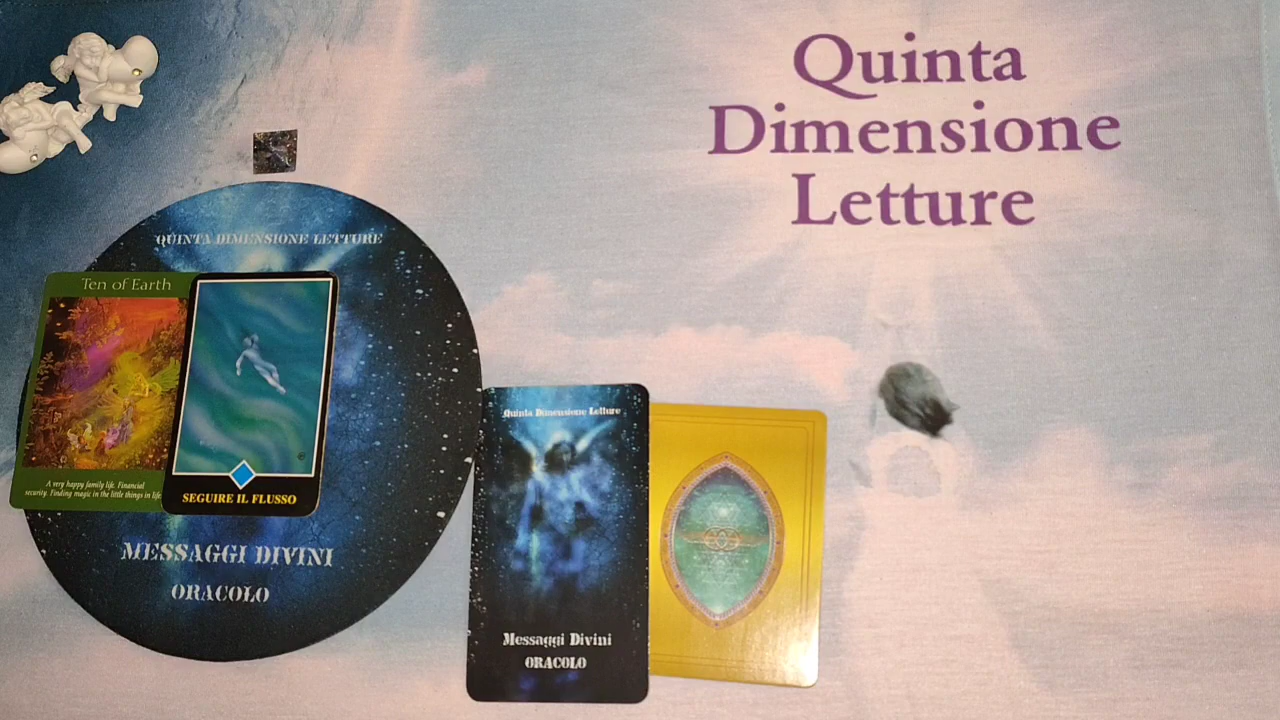 Quinta
Dimensione
Letture
QUINTA DIMENSIONE LETTURE
Ten of Earth
A very happy family life. Financial
security. Finding magic in the little things in life.
SEGUIRE IL FLUSSO
MESSAGGI DIVINI
ORACOLO
Quinta Dimensione Letture
Messaggi Divini
ORACOLO